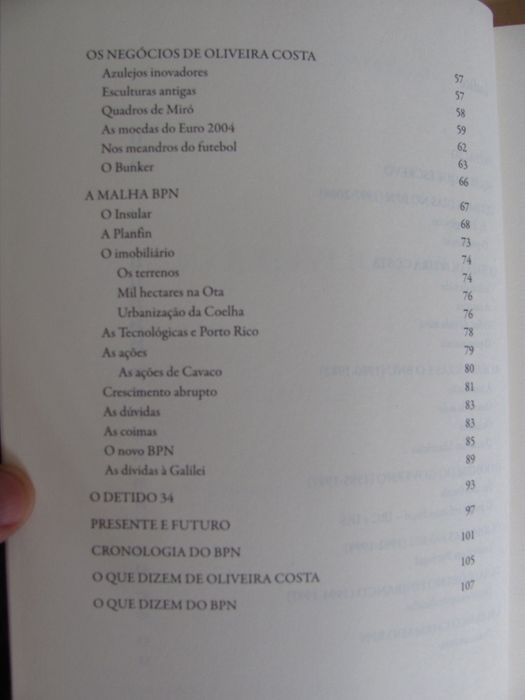 OS NEGÓCIOS DE OLIVEIRA COSTA 57
Azulejos inovadores 57
Esculturas antigas 58
Quadros de Miró 59
As moedas do Euro 2004 62
Nos meandros do futebol 63
O Bunker 66
A MALHA BPN 67
O Insular 68
A Planfin 73
O imobiliário 74
Os terrenos 74
Mil hectares na Ota 76
Urbanização da Coelha 76
As Tecnológicas e Porto Rico 78
As ações 79
As ações de Cavaco 80
Crescimento abrupto 81
As dúvidas 83
As coimas 83
O novo BPN 85
As dívidas à Galilei 89
O DETIDO 34 93
PRESENTE E FUTURO 97
CRONOLOGIA DO BPN 101
O QUE DIZEM DE OLIVEIRA COSTA 105
O QUE DIZEM DO BPN 107